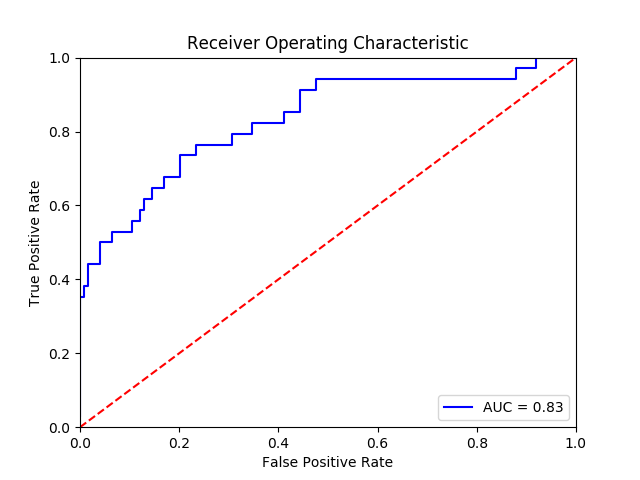 Receiver Operating Characteristic
True Positive Rate
1.0
0.8
0.6
0.4
0.2
0.0
AUC = 0.83
0.0 0.2 0.4 0.6 0.8 1.0
False Positive Rate